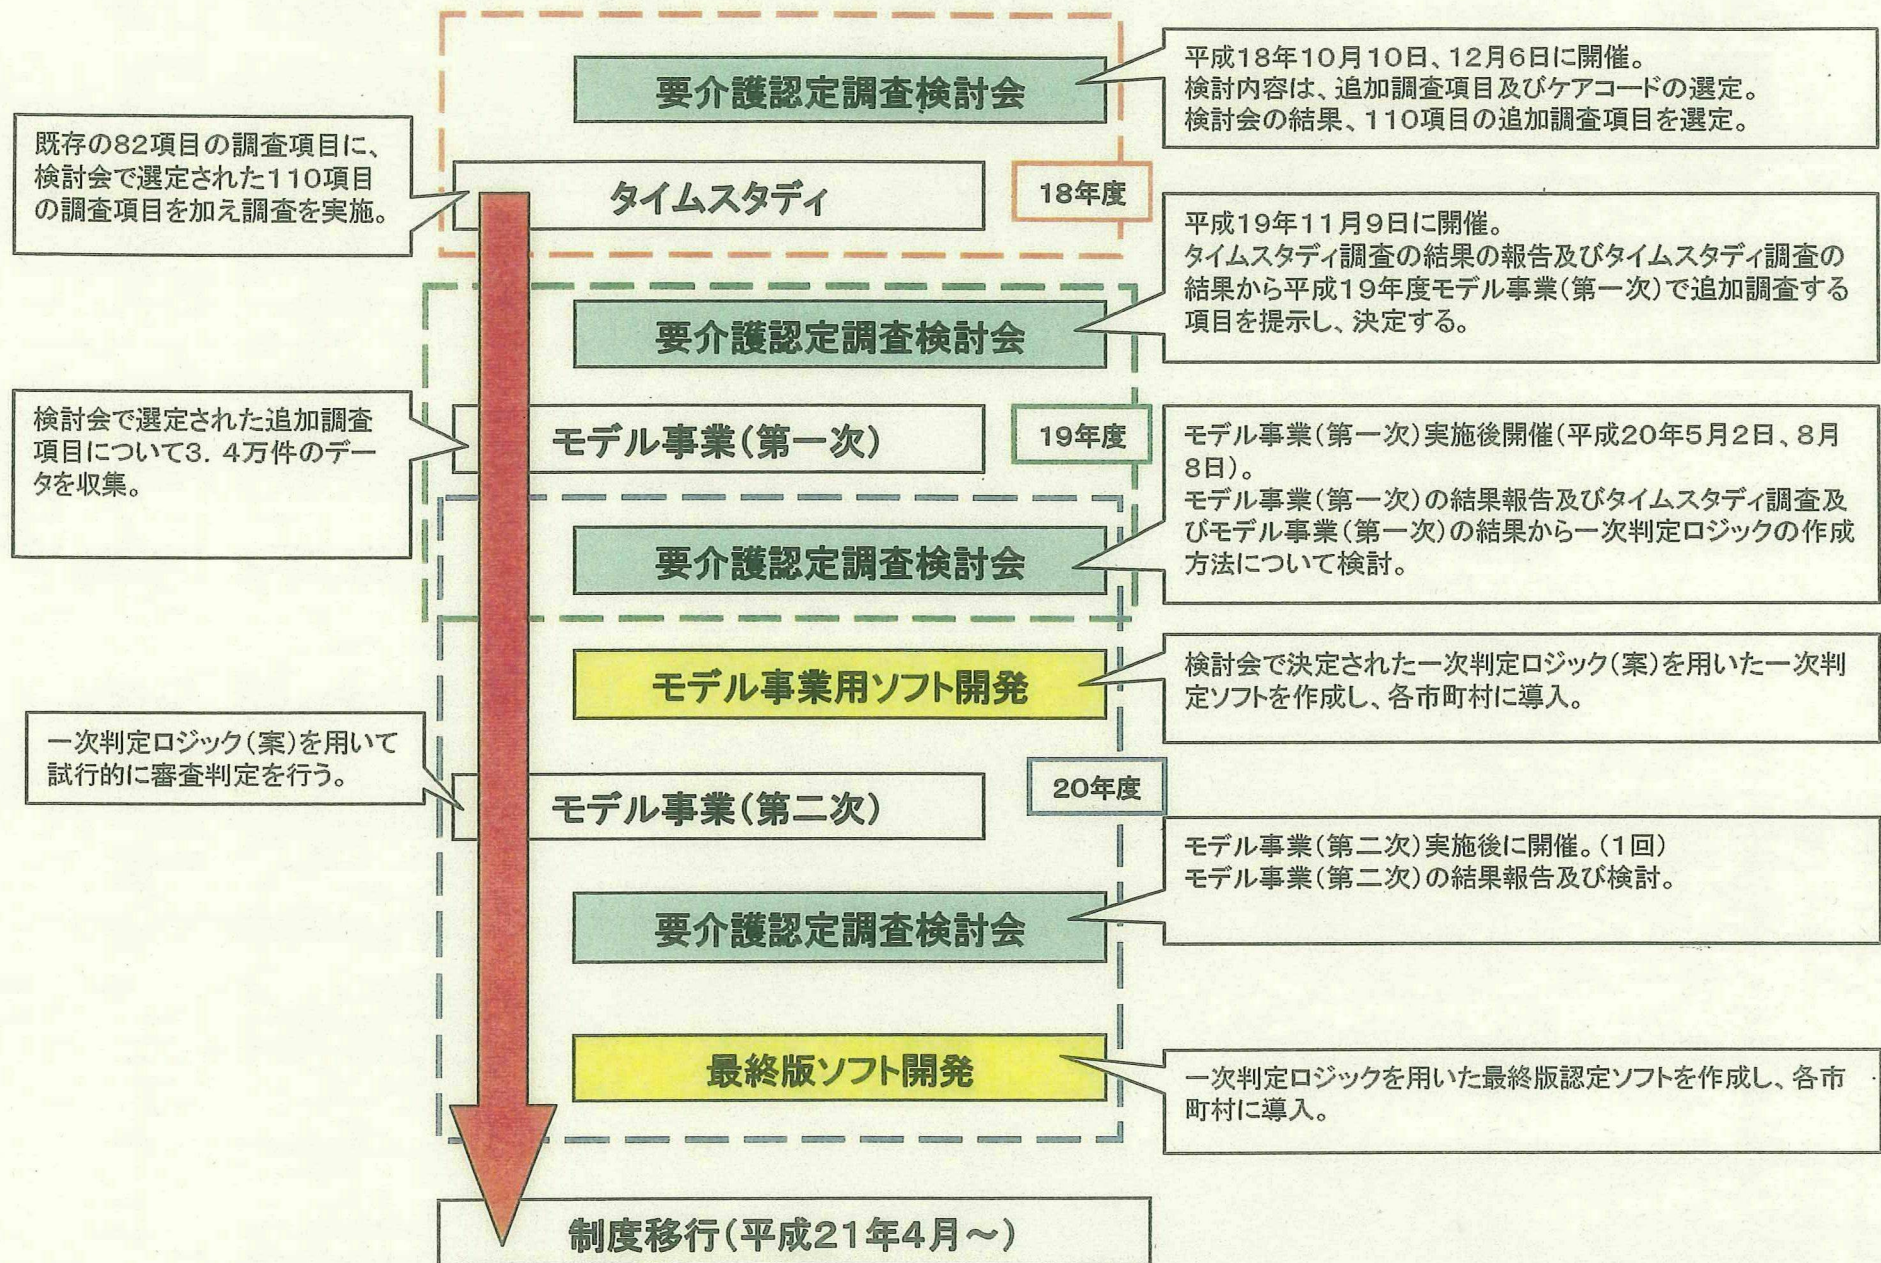 要介護認定調査検討会
平成18年10月10日、12月6日に開催。
検討内容は、追加調査項目及びケアコードの選定。
検討会の結果、110項目の追加調査項目を選定。
既存の82項目の調査項目に、
検討会で選定された110項目
の調査項目を加え調査を実施。
タイムスタディ
18年度
平成19年11月9日に開催。
タイムスタディ調査の結果の報告及びタイムスタディ調査の
結果から平成19年度モデル事業(第一次)で追加調査する
項目を提示し、決定する。
要介護認定調査検討会
検討会で選定された追加調査
項目について3.4万件のデー
タを収集。
モデル事業(第一次)
19年度
モデル事業(第一次)実施後開催(平成20年5月2日、8月
8日)。
モデル事業(第一次)の結果報告及びタイムスタディ調査及
びモデル事業(第一次)の結果から一次判定ロジックの作成
方法について検討。
要介護認定調査検討会
モデル事業用ソフト開発
検討会で決定された一次判定ロジック(案)を用いた一次判
定ソフトを作成し、各市町村に導入。
一次判定ロジック(案)を用いて
試行的に審査判定を行う。
モデル事業(第二次)
20年度
モデル事業(第二次)実施後に開催。(1回)
モデル事業(第二次)の結果報告及び検討。
要介護認定調査検討会
最終版ソフト開発
一次判定ロジックを用いた最終版認定ソフトを作成し、各市
町村に導入。
制度移行(平成21年4月~)